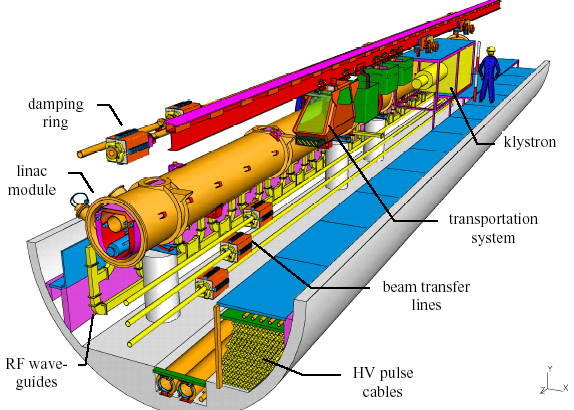 damping
ring
linac
module
klystron
transportation
system
beam transfer
lines
RF wave-
guides
HV pulse
cables
Y
Z
X